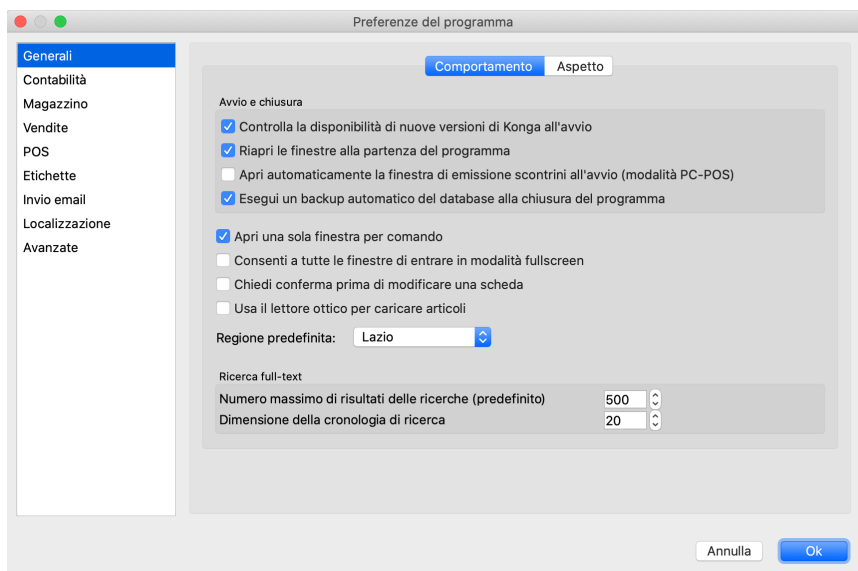 Preferenze del programma
Generali
Contabilità
Magazzino
Vendite
POS
Etichette
Invio email
Localizzazione
Avanzate
Comportamento
Aspetto
Avvio e chiusura
Controlla la disponibilità di nuove versioni di Konga all'avvio
Riapri le finestre alla partenza del programma
Apri automaticamente la finestra di emissione scontrini all'avvio (modalità PC-POS)
Esegui un backup automatico del database alla chiusura del programma
Apri una sola finestra per comando
Consenti a tutte le finestre di entrare in modalità fullscreen
Chiedi conferma prima di modificare una scheda
Usa il lettore ottico per caricare articoli
Regione predefinita: Lazio
Ricerca full-text
Numero massimo di risultati delle ricerche (predefinito) 500
Dimensione della cronologia di ricerca 20
Annulla
Ok